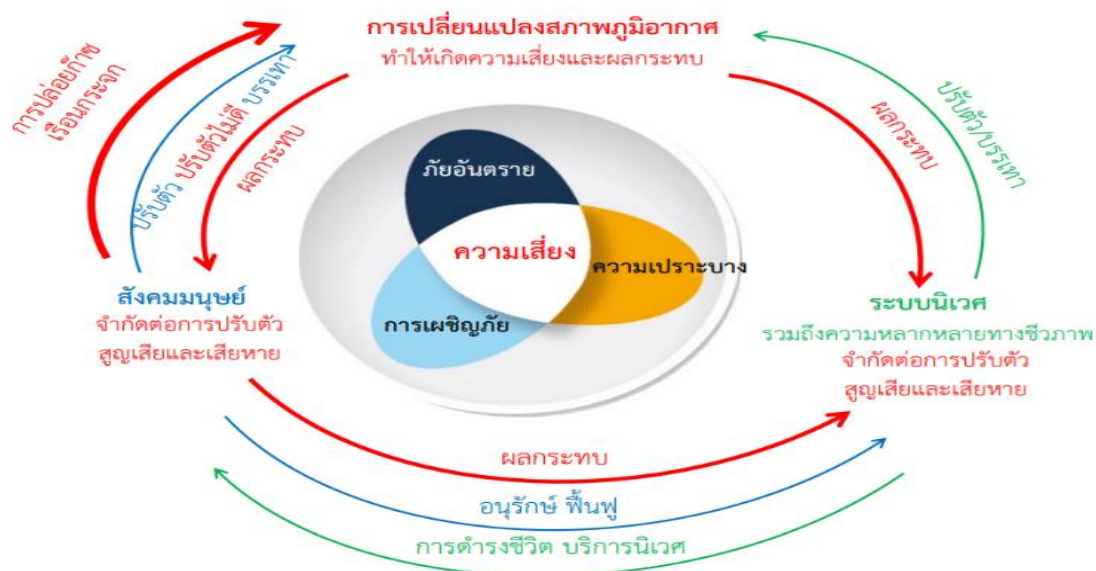 การเปลี่ยนแปลงสภาพภูมิอากาศ
ทำให้เกิดความเสี่ยงและผลกระทบ
การปล่อยก๊าซ
เรือนกระจก
ปรับตัว ปรับตัวไม่ดี บรรเทา
ผลกระทบ
ผลกระทบ
ปรับตัว/บรรเทา
ภัยอันตราย
ความเสี่ยง
ความเปราะบาง
การเผชิญภัย
สังคมมนุษย์
จำกัดต่อการปรับตัว
สูญเสียและเสียหาย
ระบบนิเวศ
รวมถึงความหลากหลายทางชีวภาพ
จำกัดต่อการปรับตัว
สูญเสียและเสียหาย
ผลกระทบ
อนุรักษ์ ฟื้นฟู
การดำรงชีวิต บริการนิเวศ